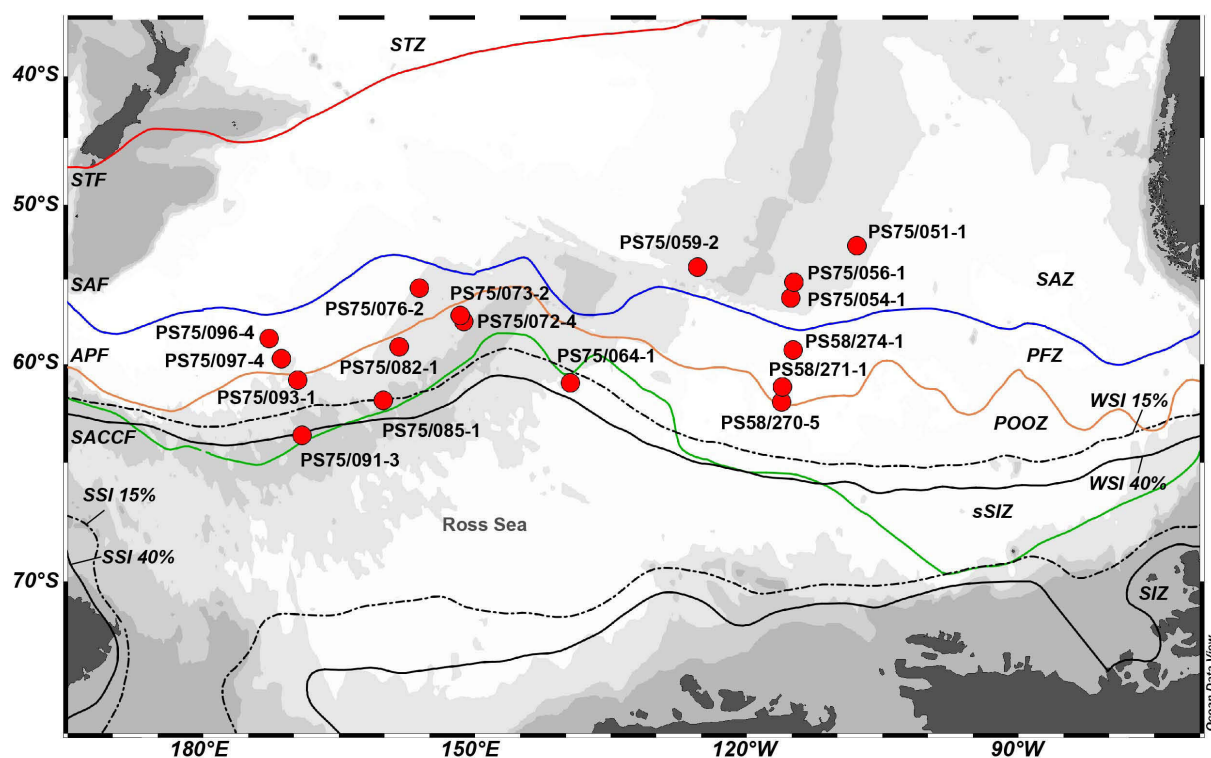 STZ
40°S
STF
50°S
PS75/051-1
PS75/059-2
PS75/056-1
SAZ
SAF
PS75/073-2
PS75/054-1
PS75/076-2
PS75/072-4
PS75/096-4
PS58/274-1
APF
PS75/097-4
PS75/064-1
PFZ
60°S
PS75/082-1
PS58/271-1
PS75/093-1
WSI 15%
PS58/270-5
POOZ
SACCF
PS75/085-1
PS75/091-3
WSI 40%
SSI 15%
sSIZ
Ross Sea
SSI 40%
70°S
SIZ
Ocean Data View
180°E
150°E
120°W
90°W